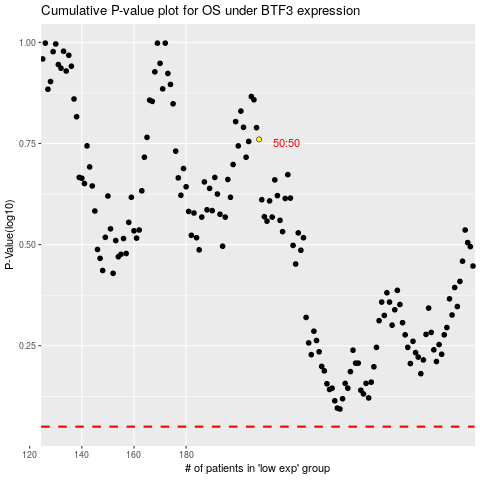 Cumulative P-value plot for OS under BTF3 expression
1.00
0.75
0.50
0.25
P-Value(log10)
50:50
120 140 160 180
# of patients in 'low exp' group